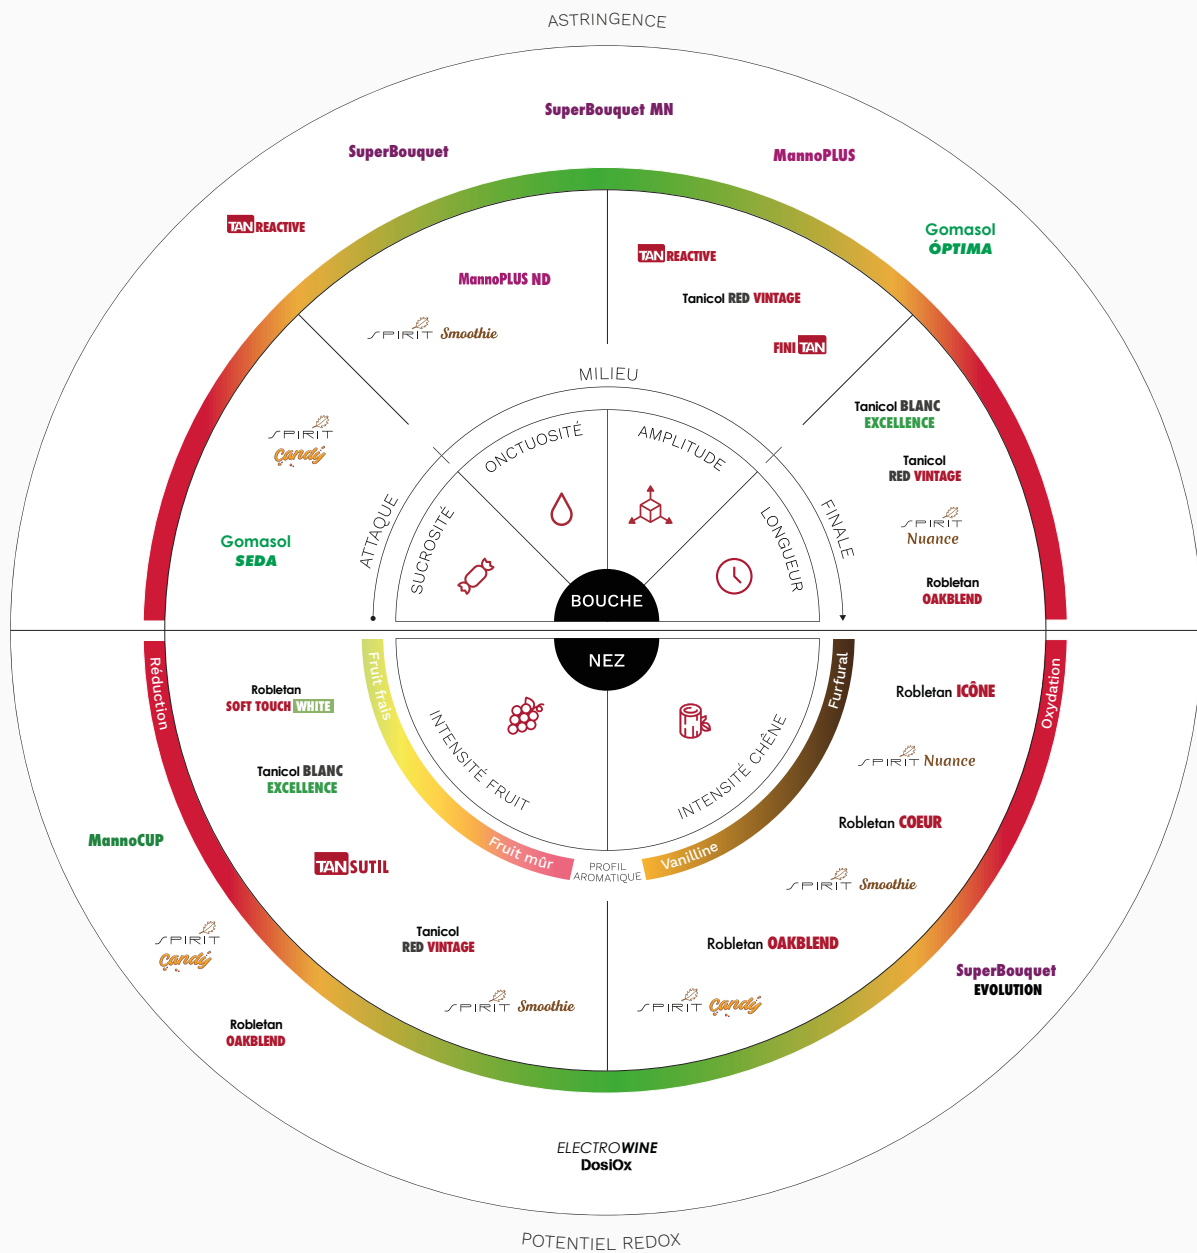 ASTRINGENCE
SuperBouquet MN
SuperBouquet
MannoPLUS
TAN REACTIVE
Gomasol
ÓPTIMA
TAN REACTIVE
MannoPLUS ND
Tanicol RED VINTAGE
SPIRIT Smoothie
FINI TAN
MILIEU
Tanicol BLANC
EXCELLENCE
SPIRIT
Candy
ONCTUOSITÉ
AMPLITUDE
Tanicol
RED VINTAGE
ATTAQUE
SUCROSITÉ
LONGUEUR
FINALE
SPIRIT
Nuance
Gomasol
SEDA
Robletan
OAKBLEND
BOUCHE
NEZ
Réduction
Fruit frais
Furfural
Oxydation
Robletan
SOFT TOUCH WHITE
Robletan ICÔNE
INTENSITÉ FRUIT
INTENSITÉ CHÊNE
Tanicol BLANC
EXCELLENCE
SPIRIT Nuance
MannoCUP
Robletan COEUR
Fruit mûr
PROFIL
AROMATIQUE
Vanilline
TAN SUTIL
SPIRIT Smoothie
SPIRIT
Candy
Tanicol
RED VINTAGE
Robletan OAKBLEND
SuperBouquet
EVOLUTION
SPIRIT Smoothie
SPIRIT Candy
Robletan
OAKBLEND
ELECTROWINE
DosiOx
POTENTIEL REDOX